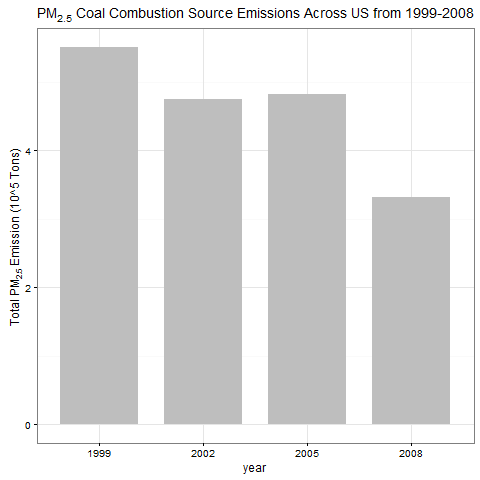 PM2.5 Coal Combustion Source Emissions Across US from 1999-2008
Total PM2.5 Emission (10^5 Tons)
4
2
0
1999 2002 2005 2008
year